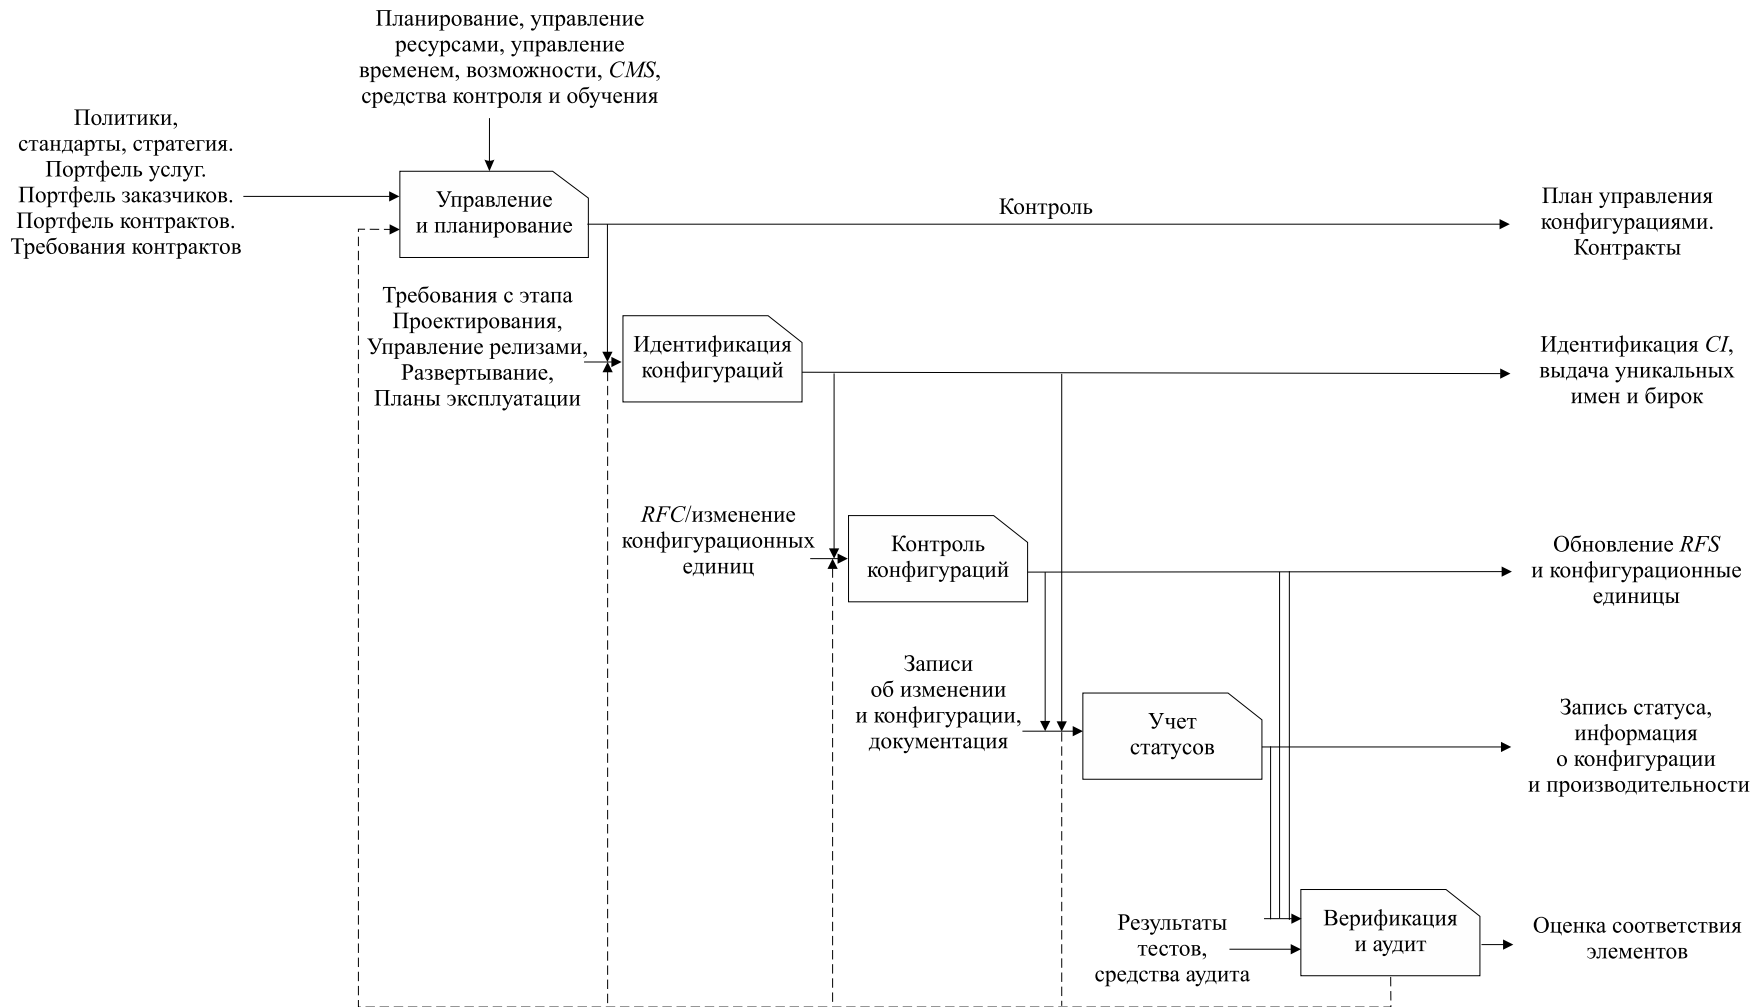 Планирование, управление
ресурсами, управление
временем, возможности, CMS,
средства контроля и обучения
Политики,
стандарты, стратегия.
Портфель услуг.
Портфель заказчиков.
Портфель контрактов.
Требования контрактов
Управление
и планирование
Контроль
План управления
конфигурациями.
Контракты
Требования с этапа
Проектирования,
Управление релизами,
Развертывание,
Планы эксплуатации
Идентификация
конфигураций
Идентификация CI,
выдача уникальных
имен и бирок
RFC/изменение
конфигурационных
единиц
Контроль
конфигураций
Обновление RFS
и конфигурационные
единицы
Записи
об изменении
и конфигурации,
документация
Учет
статусов
Запись статуса,
информация
о конфигурации
и производительности
Результаты
тестов,
средства аудита
Верификация
и аудит
Оценка соответствия
элементов